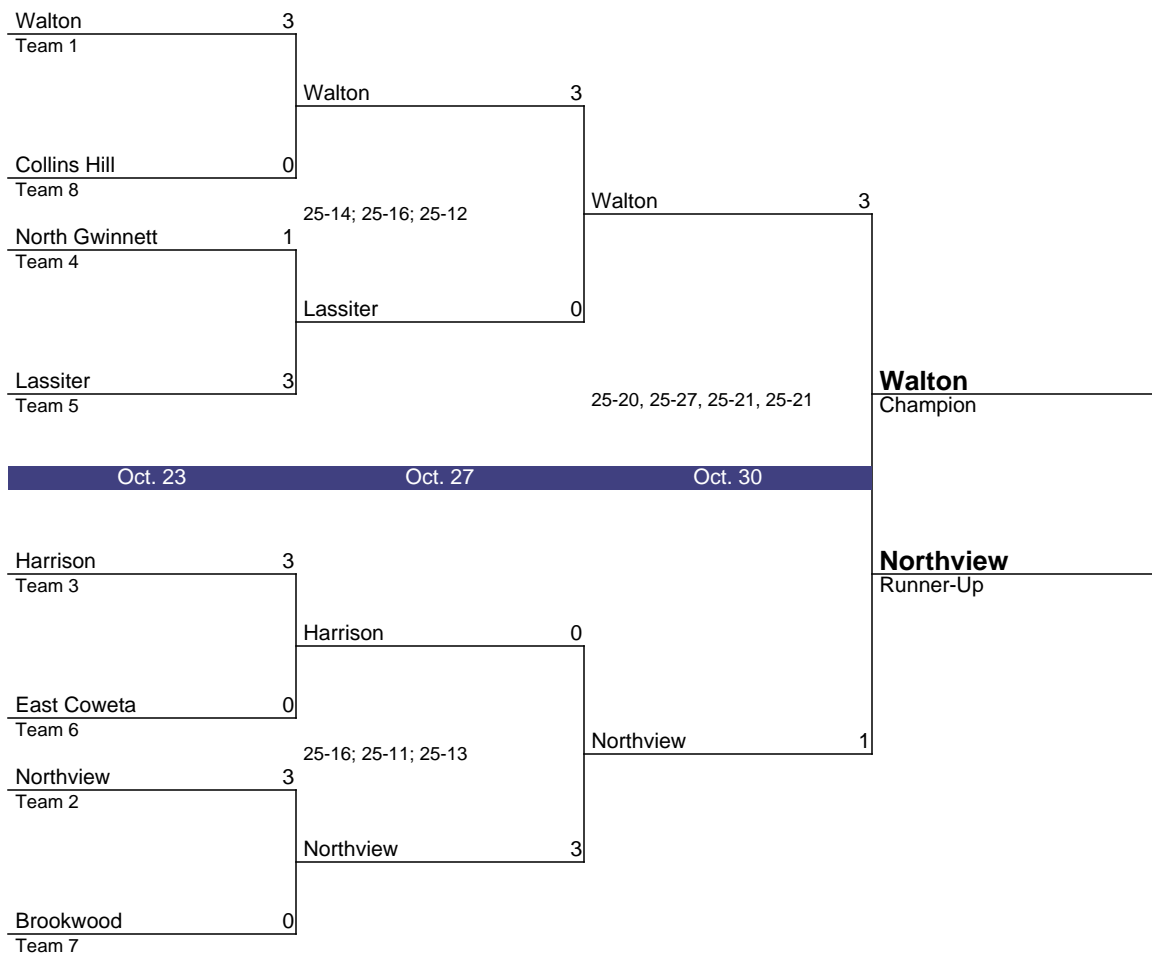 Walton 3
Team 1
Walton 3
Collins Hill 0
Team 8
Walton 3
25-14; 25-16; 25-12
North Gwinnett 1
Team 4
Lassiter 0
Lassiter 3
Team 5
Walton
Champion
25-20, 25-27, 25-21, 25-21
Oct. 23 Oct. 27 Oct. 30
Harrison 3
Team 3
Northview
Runner-Up
Harrison 0
East Coweta 0
Team 6
Northview 1
25-16; 25-11; 25-13
Northview 3
Team 2
Northview 3
Brookwood 0
Team 7